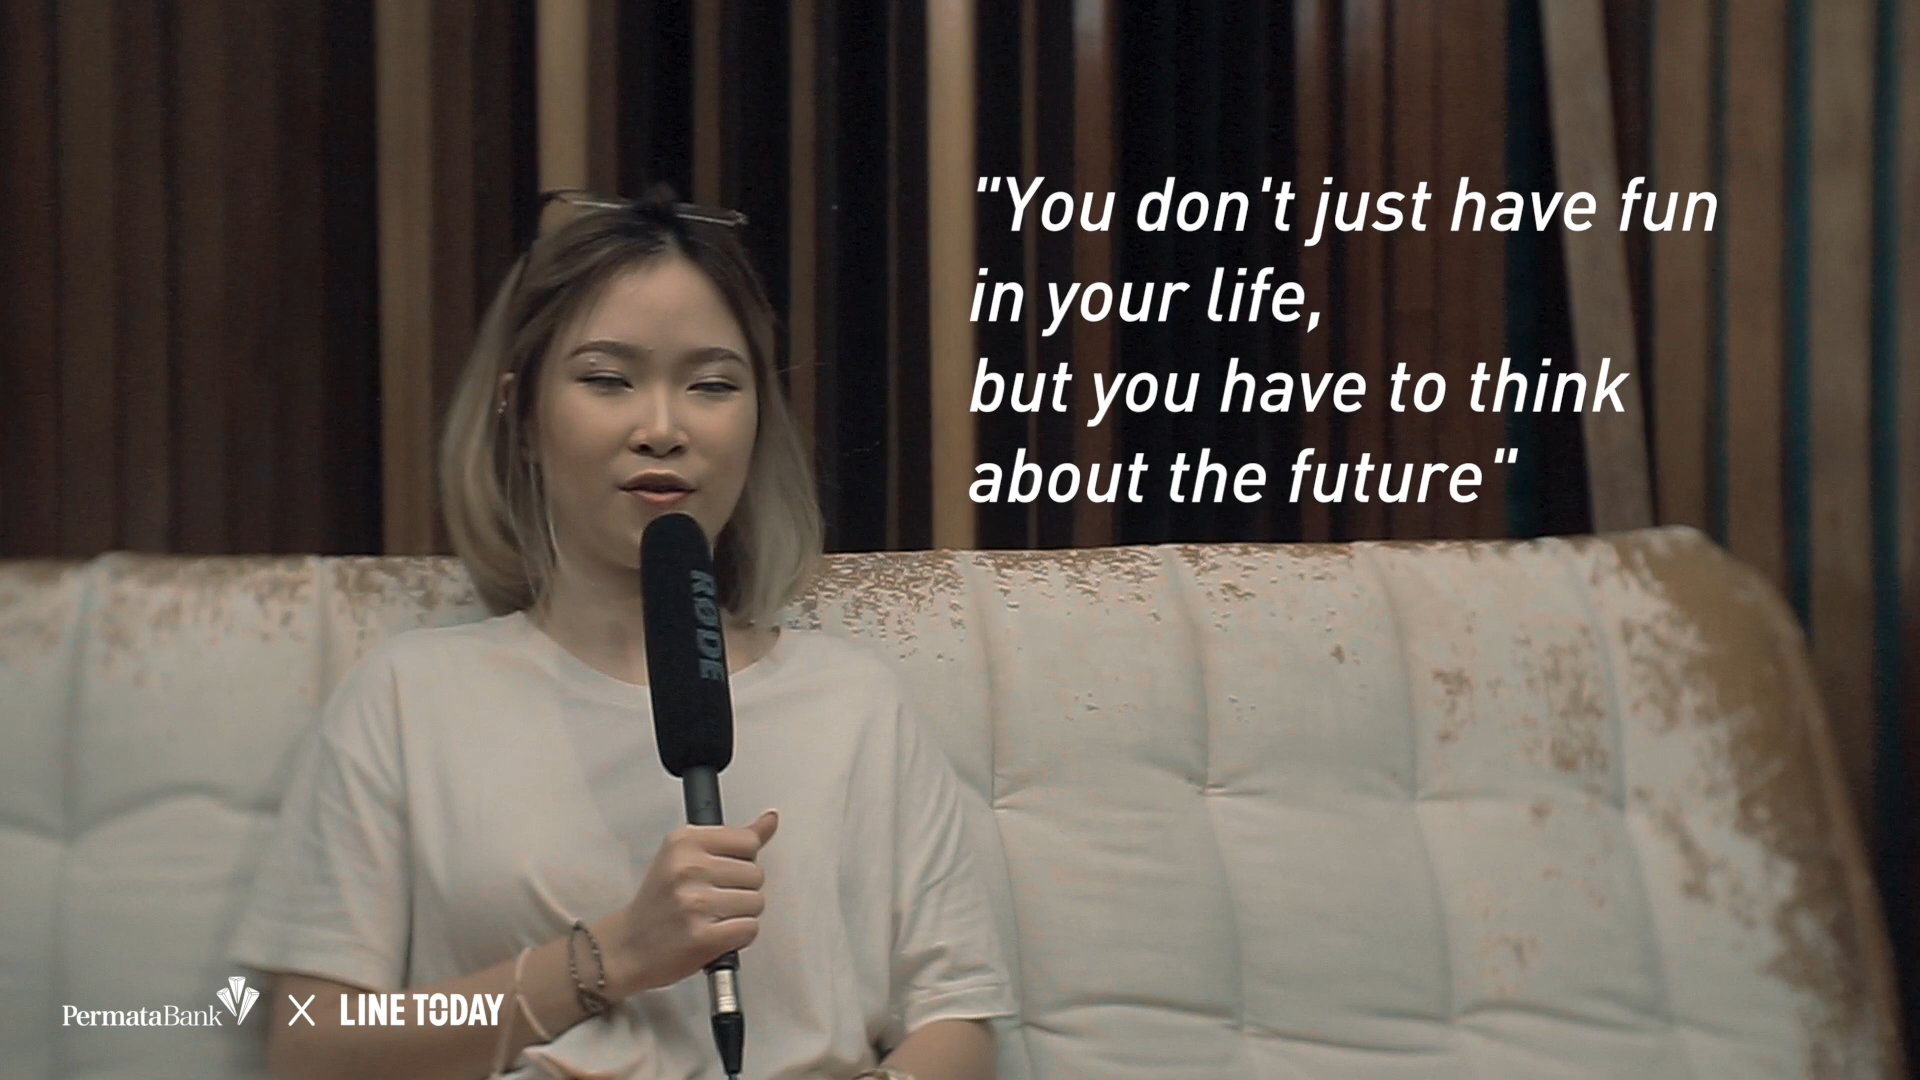 "You don't just have fun
in your life,
but you have to think
about the future"
RØDE
PermataBank X LINE TODAY